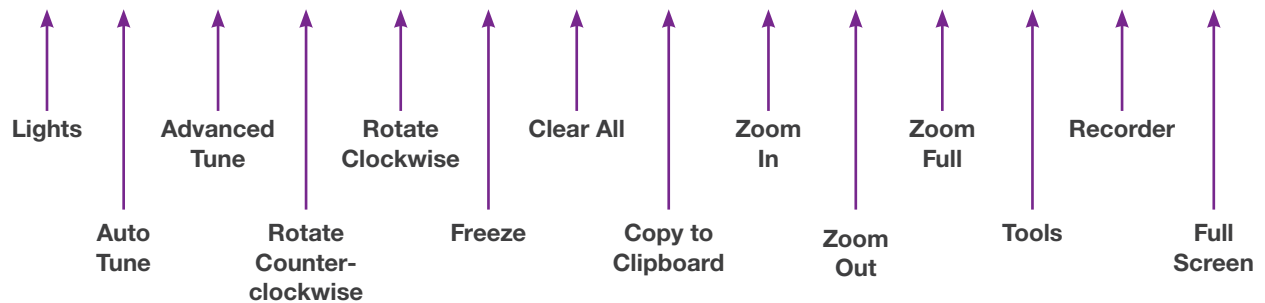 Lights
Auto
Tune
Advanced
Tune
Rotate
Counter-
clockwise
Rotate
Clockwise
Freeze
Clear All
Copy to
Clipboard
Zoom
In
Zoom
Out
Zoom
Full
Tools
Recorder
Full
Screen